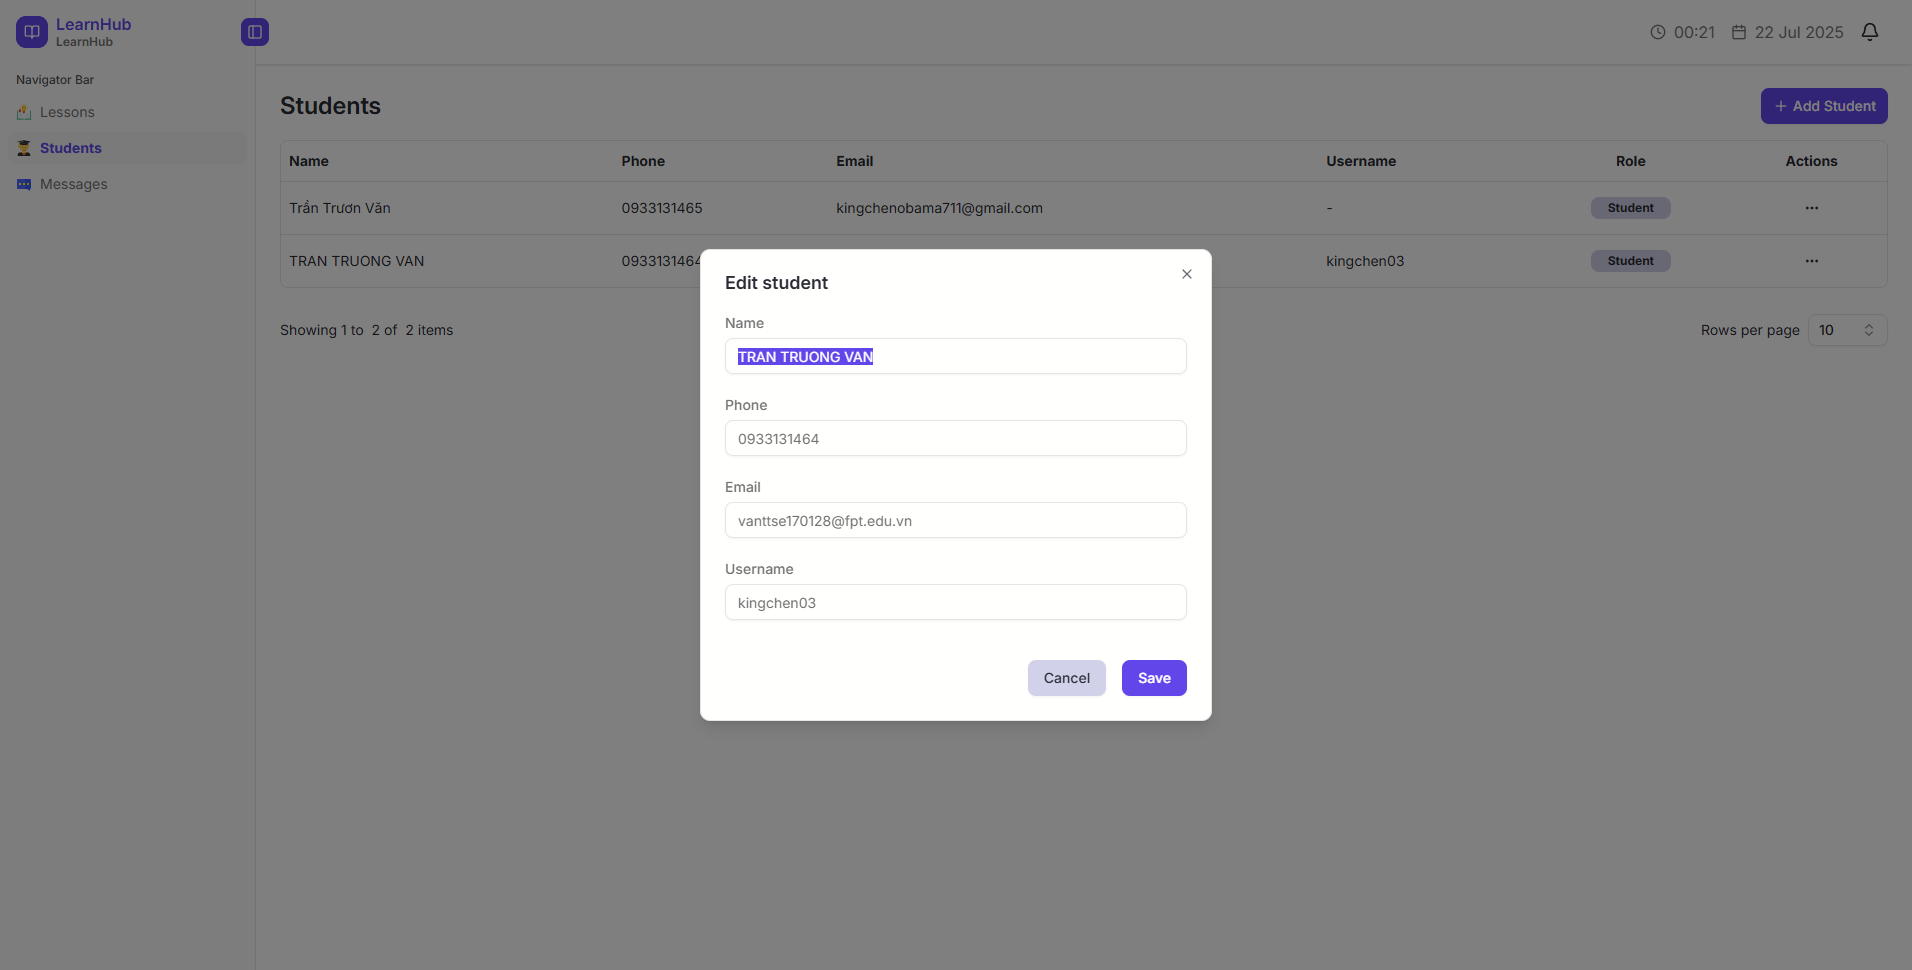 LearnHub
LearnHub
00:21 22 Jul 2025
Navigator Bar
Lessons
Students
Messages
Students
+ Add Student
Name Phone Email Username Role Actions
Trần Trươn Văn 0933131465 kingchenobama711@gmail.com - Student ...
TRAN TRUONG VAN 0933131464 kingchen03 Student ...
Showing 1 to 2 of 2 items
Rows per page 10
Edit student
Name
TRAN TRUONG VAN
Phone
0933131464
Email
vanttse170128@fpt.edu.vn
Username
kingchen03
Cancel Save